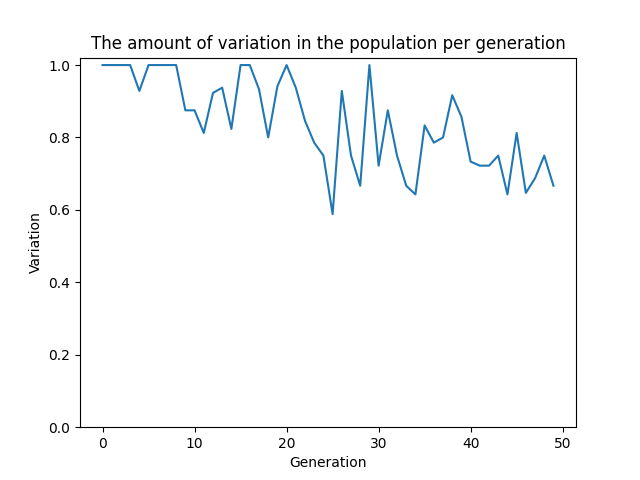 The amount of variation in the population per generation
1.0
0.8
0.6
0.4
0.2
0.0
Variation
0 10 20 30 40 50
Generation